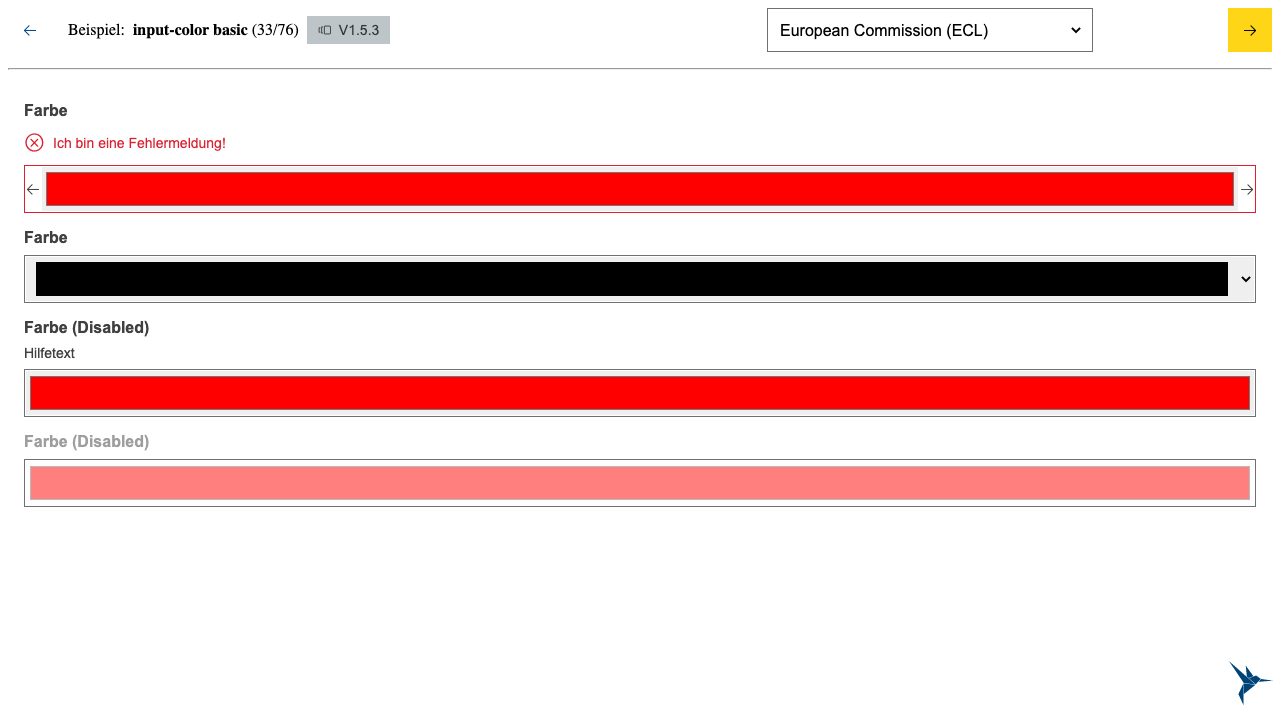 Beispiel: input-color basic (33/76) V1.5.3 European Commission (ECL)
Farbe
Ich bin eine Fehlermeldung!
Farbe
Farbe (Disabled)
Hilfetext
Farbe (Disabled)